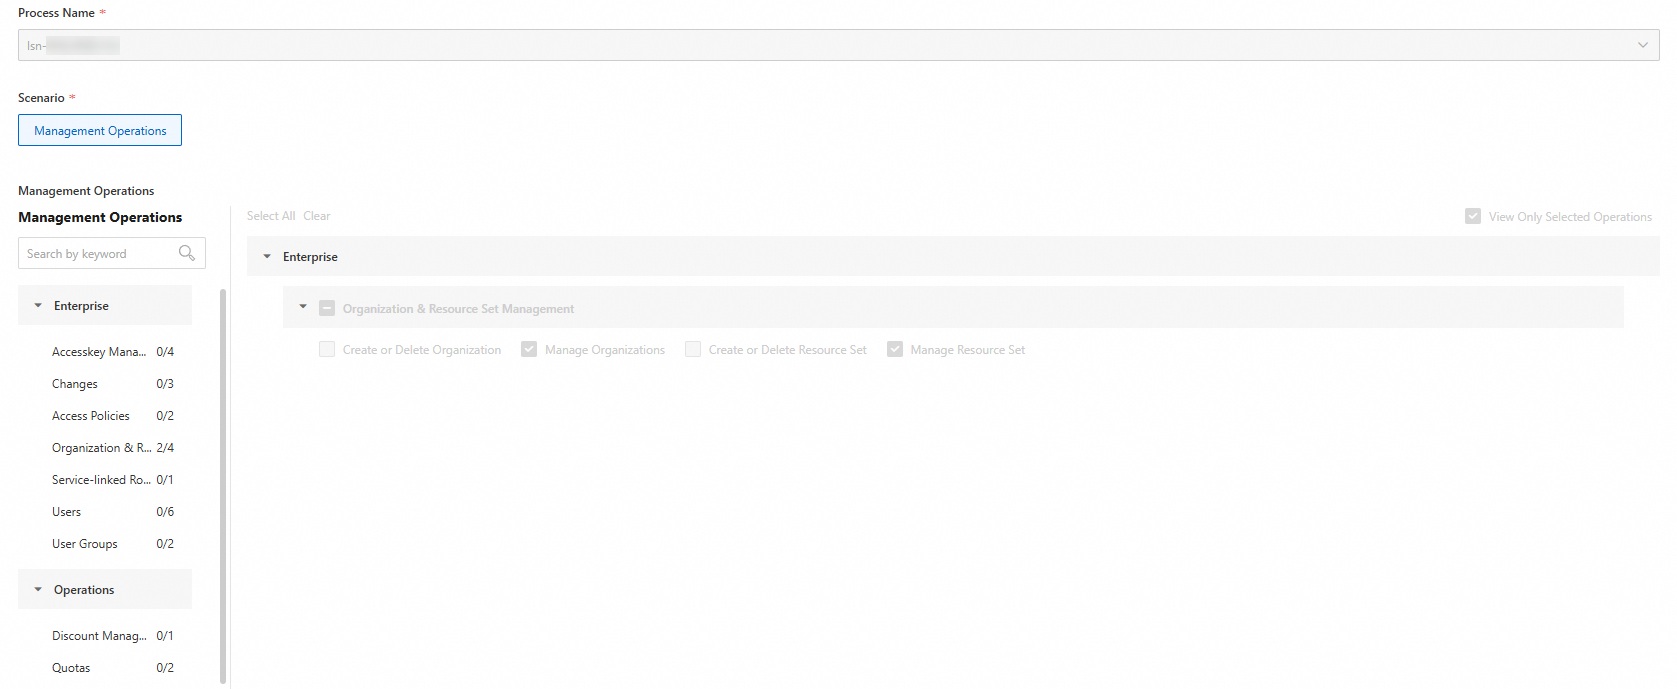 Process Name *
lsn-
Scenario *
Management Operations
Management Operations
Management Operations
Search by keyword
Enterprise
Accesskey Mana... 0/4
Changes 0/3
Access Policies 0/2
Organization & R... 2/4
Service-linked Ro... 0/1
Users 0/6
User Groups 0/2
Operations
Discount Manag... 0/1
Quotas 0/2
Select All Clear
View Only Selected Operations
Enterprise
Organization & Resource Set Management
Create or Delete Organization Manage Organizations Create or Delete Resource Set Manage Resource Set